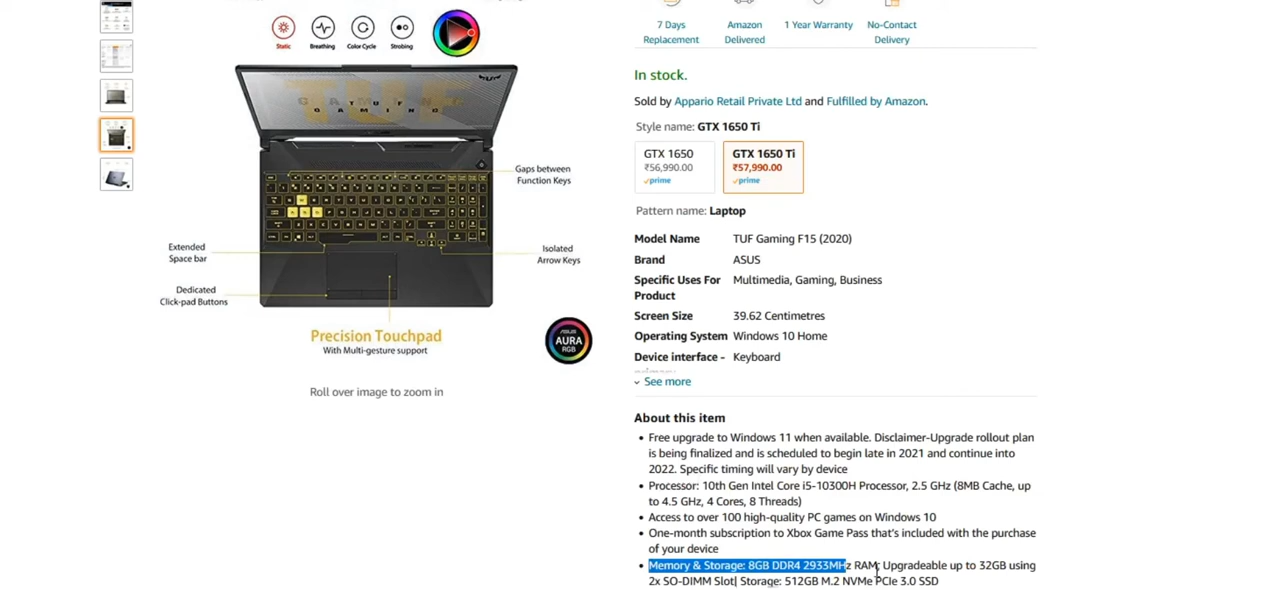 Static
Breathing
Color Cycle
Strobing
TUF
GAMING
Gaps between
Function Keys
Extended
Space bar
Isolated
Arrow Keys
Dedicated
Click-pad Buttons
Precision Touchpad
With Multi-gesture support
ASUS
AURA
RGB
Roll over image to zoom in
7 Days
Replacement
Amazon
Delivered
1 Year Warranty
No-Contact
Delivery
In stock.
Sold by Appario Retail Private Ltd and Fulfilled by Amazon.
Style name: GTX 1650 Ti
GTX 1650
₹56,990.00
prime
GTX 1650 Ti
₹57,990.00
prime
Pattern name: Laptop
Model Name TUF Gaming F15 (2020)
Brand ASUS
Specific Uses For Multimedia, Gaming, Business
Product
Screen Size 39.62 Centimetres
Operating System Windows 10 Home
Device interface - Keyboard
See more
About this item
• Free upgrade to Windows 11 when available. Disclaimer-Upgrade rollout plan
is being finalized and is scheduled to begin late in 2021 and continue into
2022. Specific timing will vary by device
• Processor: 10th Gen Intel Core i5-10300H Processor, 2.5 GHz (8MB Cache, up
to 4.5 GHz, 4 Cores, 8 Threads)
• Access to over 100 high-quality PC games on Windows 10
• One-month subscription to Xbox Game Pass that's included with the purchase
of your device
• Memory & Storage: 8GB DDR4 2933MHz RAM; Upgradeable up to 32GB using
2x SO-DIMM Slot| Storage: 512GB M.2 NVMe PCIe 3.0 SSD